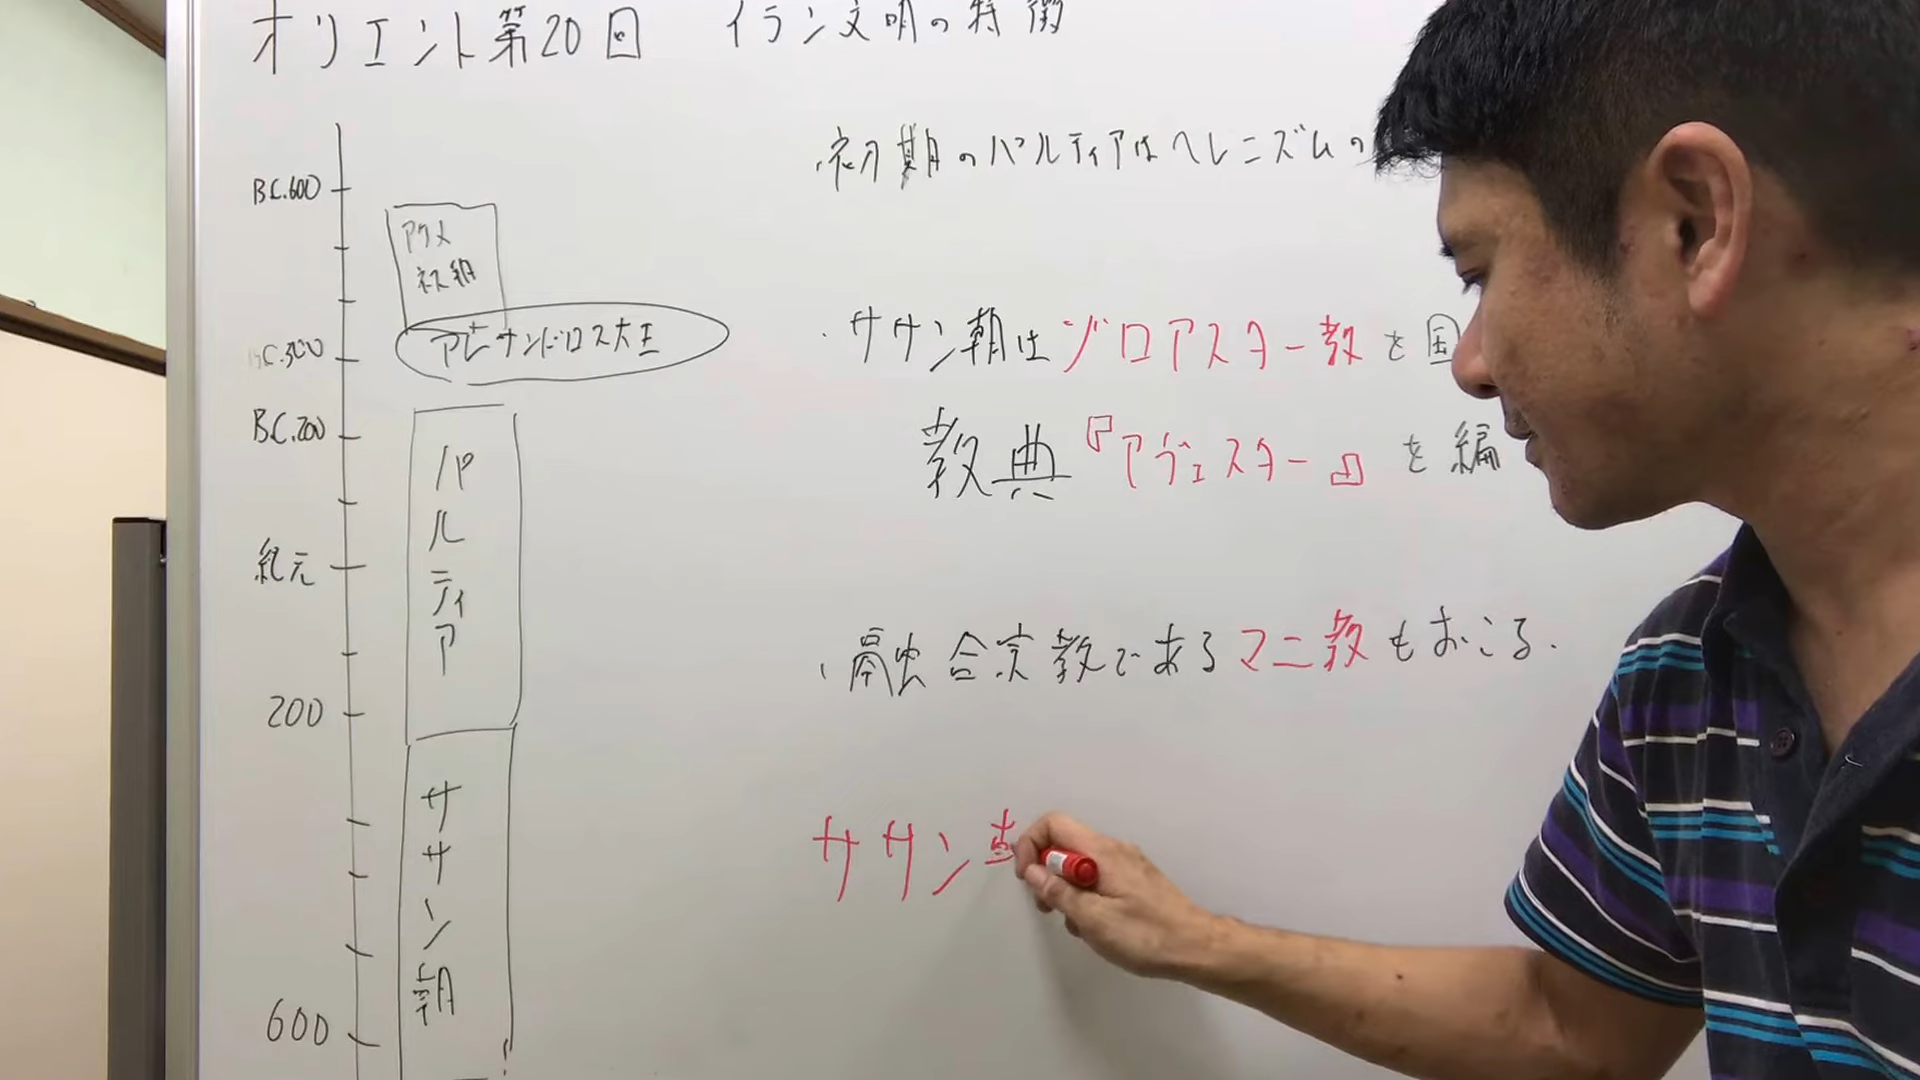 オリエント第20回 イラン文明の特徴
BC.600
アケメネス朝
アレサンドロス大王
BC.300
BC.200
パルティア
紀元
200
ササン朝
600
・初期のパルティアはヘレニズムの
・ササン朝はゾロアスター教を国
教典『アヴェスター』を編
・融合宗教であるマニ教もおこる.
ササン